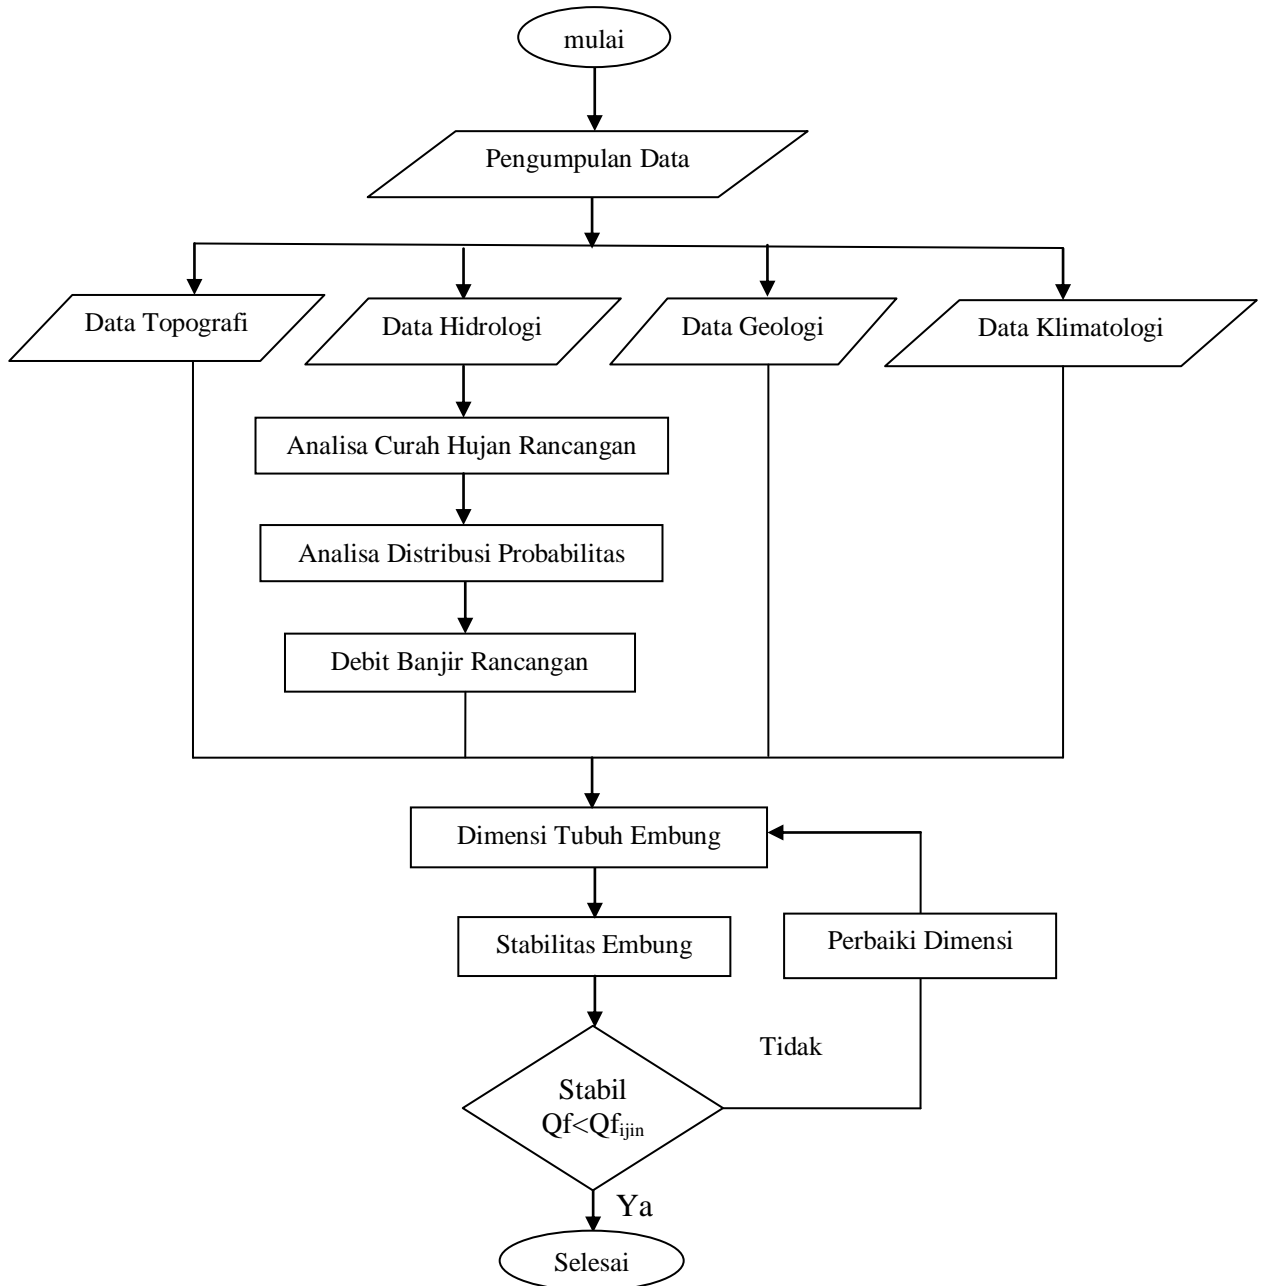 mulai
Pengumpulan Data
Data Topografi
Data Hidrologi
Data Geologi
Data Klimatologi
Analisa Curah Hujan Rancangan
Analisa Distribusi Probabilitas
Debit Banjir Rancangan
Dimensi Tubuh Embung
Stabilitas Embung
Perbaiki Dimensi
Tidak
Stabil
Qf<Qfijin
Ya
Selesai